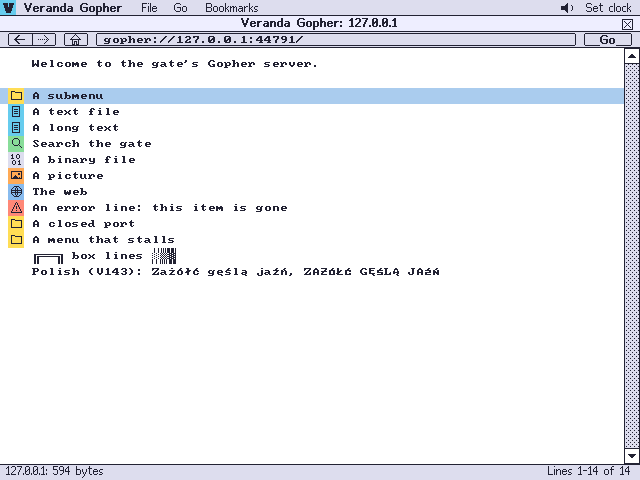 Veranda Gopher File Go Bookmarks Set clock
Veranda Gopher: 127.0.0.1
gopher://127.0.0.1:44791/ Go
Welcome to the gate's Gopher server.
A submenu
A text file
A long text
Search the gate
A binary file
A picture
The web
An error line: this item is gone
A closed port
A menu that stalls
╔══╗ box lines ░▒▓
Polish (V143): Zażółć gęślą jaźń, ZAŻÓŁĆ GĘŚLĄ JAŹŃ
127.0.0.1: 594 bytes Lines 1-14 of 14